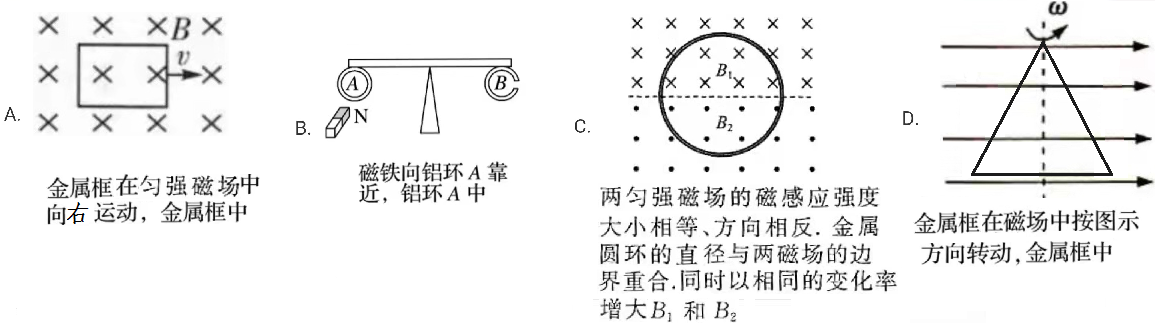 A.
B
v
金属框在匀强磁场中
向右运动，金属框中
B.
A
B
N
磁铁向铝环A靠
近，铝环A中
C.
B₁
B₂
两匀强磁场的磁感应强度
大小相等、方向相反．金属
圆环的直径与两磁场的边
界重合.同时以相同的变化率
增大B₁和B₂
D.
ω
金属框在磁场中按图示
方向转动，金属框中